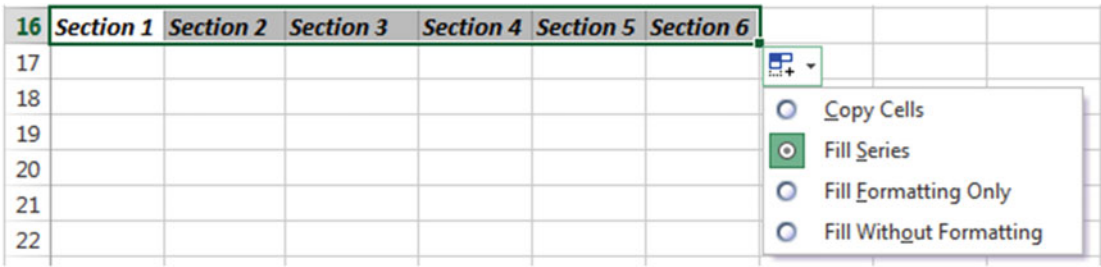 16 Section 1 Section 2 Section 3 Section 4 Section 5 Section 6
17
18
Copy Cells
19
Fill Series
20
Fill Formatting Only
21
22
Fill Without Formatting